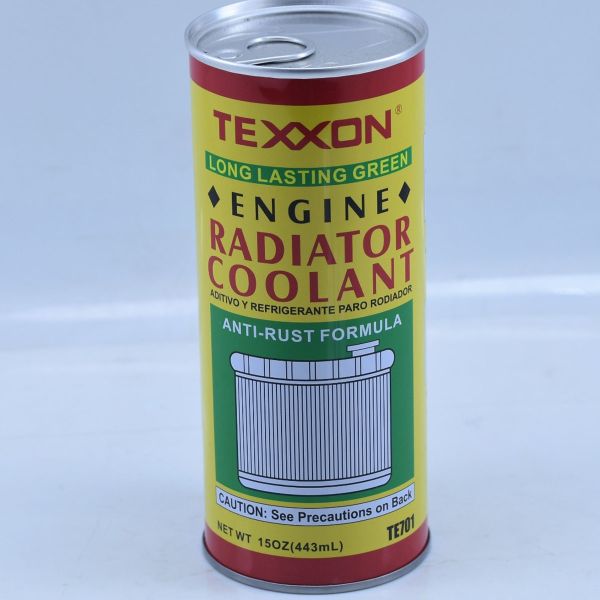 TEXXON®
LONG LASTING GREEN
ENGINE
RADIATOR
COOLANT
ADITIVO Y REFRIGERANTE PARO RODIADOR
ANTI-RUST FORMULA
CAUTION: See Precautions on Back
NET WT 15OZ(443mL)
TE701